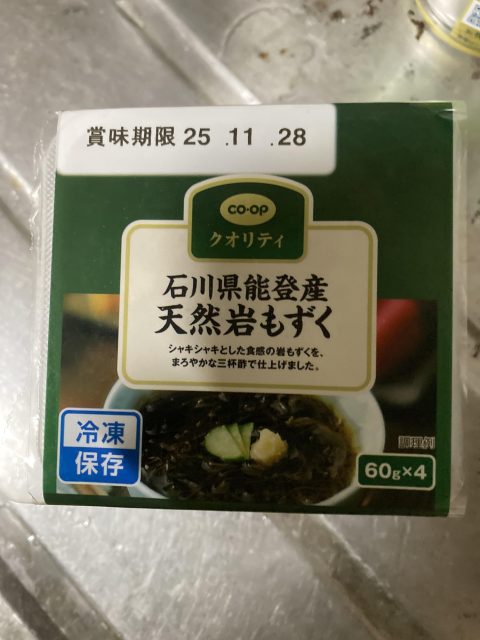 賞味期限 25 .11 .28
CO·OP
クオリティ
石川県能登産
天然岩もずく
シャキシャキとした食感の岩もずくを、
まろやかな三杯酢で仕上げました。
冷凍
保存
調理例
60g×4